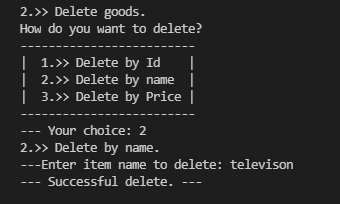 2.>> Delete goods.
How do you want to delete?
-------------------------
|  1.>> Delete by Id    |
|  2.>> Delete by name  |
|  3.>> Delete by Price |
-------------------------
--- Your choice: 2
2.>> Delete by name.
---Enter item name to delete: televison
--- Successful delete. ---